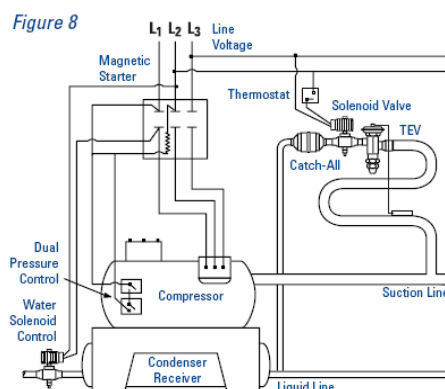 Figure 8
L1 L2 L3 Line
Voltage
Magnetic
Starter
Thermostat
Solenoid Valve
TEV
Catch-All
Dual
Pressure
Control
Water
Solenoid
Control
Compressor
Suction Line
Condenser
Receiver
Liquid Line